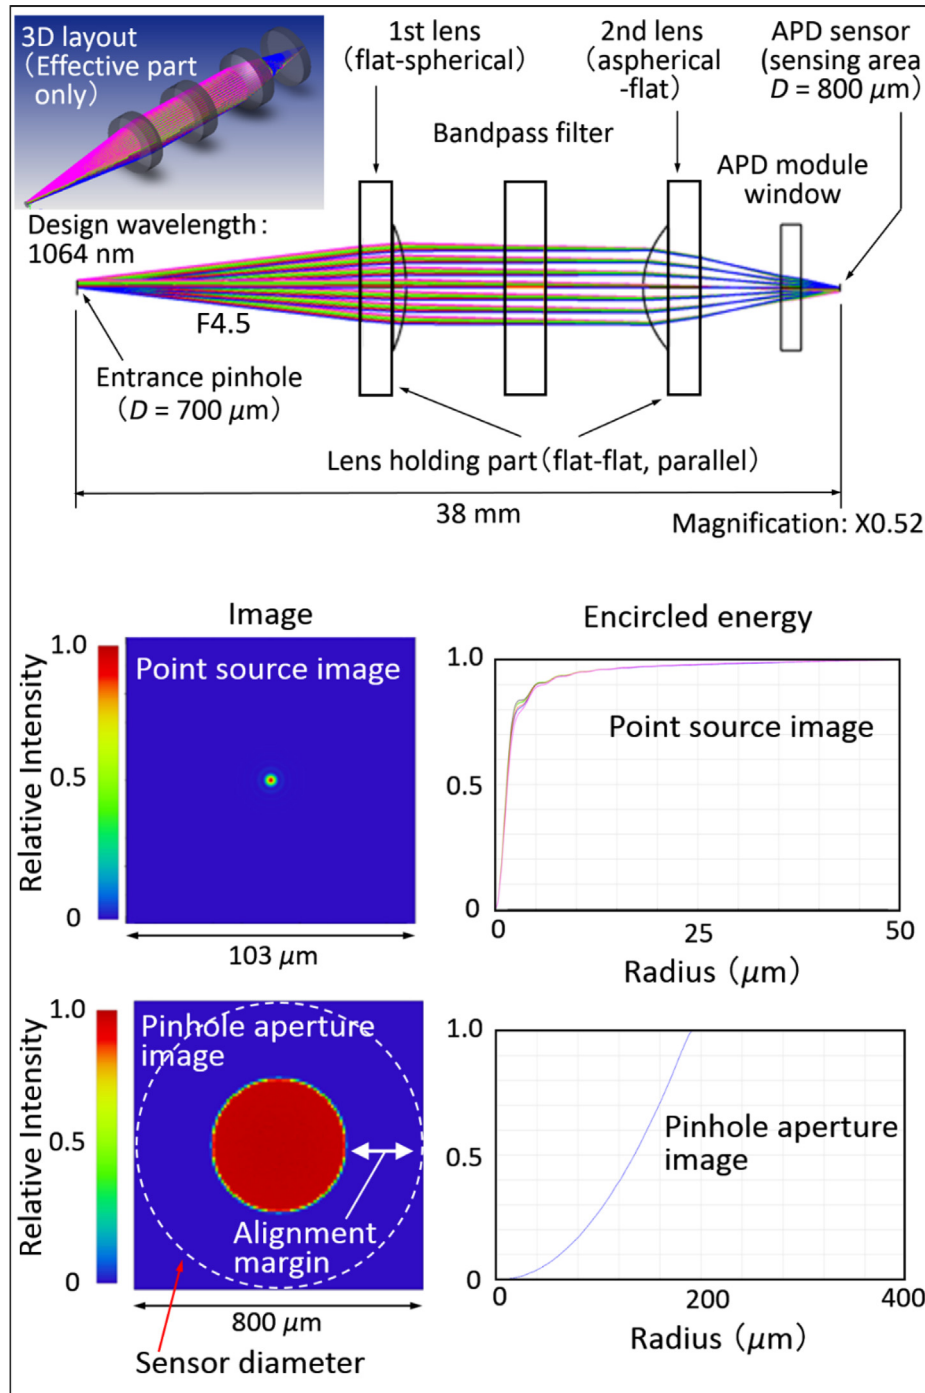 3D layout
(Effective part
only)
1st lens
(flat-spherical)
2nd lens
(aspherical
-flat)
APD sensor
(sensing area
D = 800 μm)
Bandpass filter
APD module
window
Design wavelength:
1064 nm
F4.5
Entrance pinhole
(D = 700 μm)
Lens holding part(flat-flat, parallel)
38 mm
Magnification: X0.52
Image
Relative Intensity
1.0
0.5
0
Point source image
103 μm
Encircled energy
1.0
0.5
0
Point source image
0
25
50
Radius (μm)
Relative Intensity
1.0
0.5
0
Pinhole aperture
image
Alignment
margin
800 μm
Sensor diameter
1.0
0.5
0
Pinhole aperture
image
0
200
400
Radius (μm)